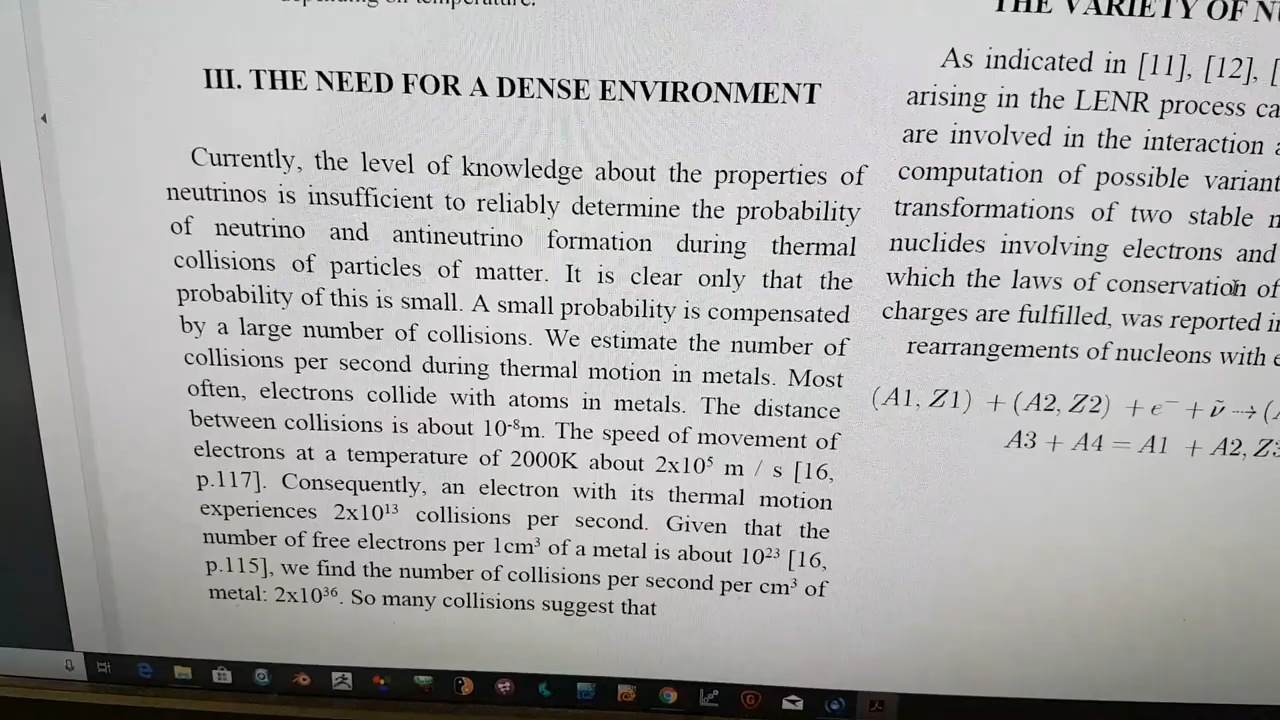 III. THE NEED FOR A DENSE ENVIRONMENT
Currently, the level of knowledge about the properties of
neutrinos is insufficient to reliably determine the probability
of neutrino and antineutrino formation during thermal
collisions of particles of matter. It is clear only that the
probability of this is small. A small probability is compensated
by a large number of collisions. We estimate the number of
collisions per second during thermal motion in metals. Most
often, electrons collide with atoms in metals. The distance
between collisions is about 10⁻⁸m. The speed of movement of
electrons at a temperature of 2000K about 2x10⁵ m / s [16,
p.117]. Consequently, an electron with its thermal motion
experiences 2x10¹³ collisions per second. Given that the
number of free electrons per 1cm³ of a metal is about 10²³ [16,
p.115], we find the number of collisions per second per cm³ of
metal: 2x10³⁶. So many collisions suggest that
THE VARIETY OF
As indicated in [11], [12], [
arising in the LENR process
are involved in the interaction
computation of possible
transformations of two stable
nuclides involving electrons and
which the laws of conservation of
charges are fulfilled, was reported
rearrangements of nucleons with
(A1, Z1) + (A2, Z2) + e⁻ + ν̃ → (
A3 + A4 = A1 + A2,